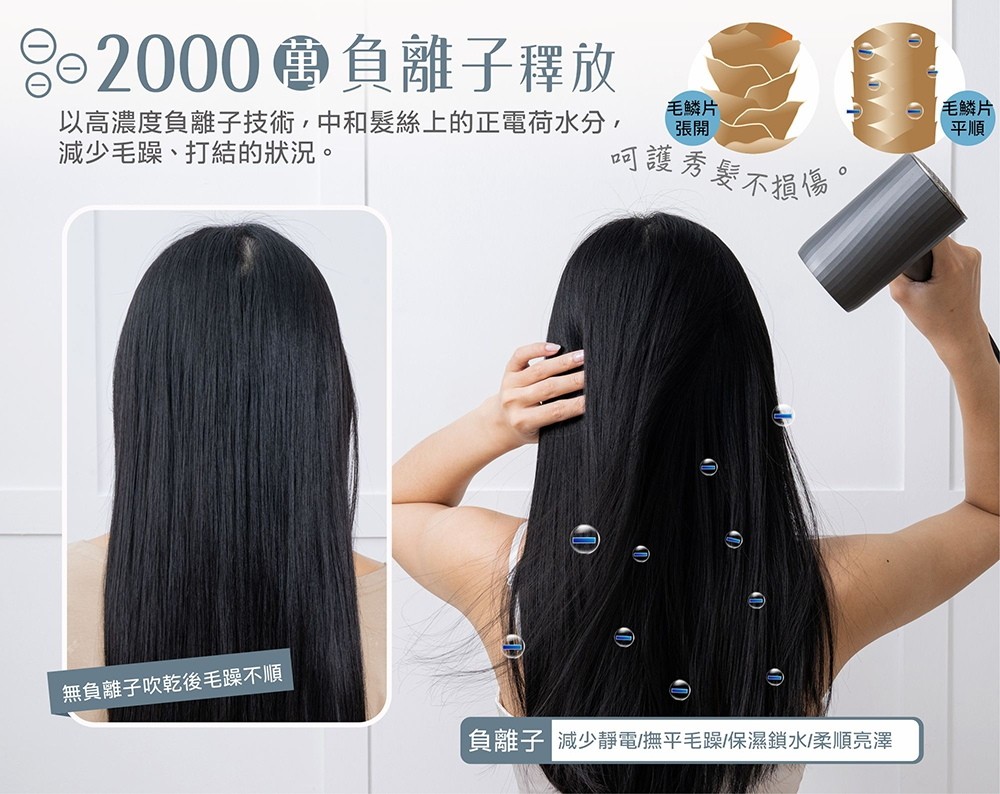 2000萬負離子釋放
以高濃度負離子技術，中和髮絲上的正電荷水分，
減少毛躁、打結的狀況。
毛鱗片
張開
毛鱗片
平順
呵護秀髮不損傷。
無負離子吹乾後毛躁不順
負離子 減少靜電/撫平毛躁/保濕鎖水/柔順亮澤